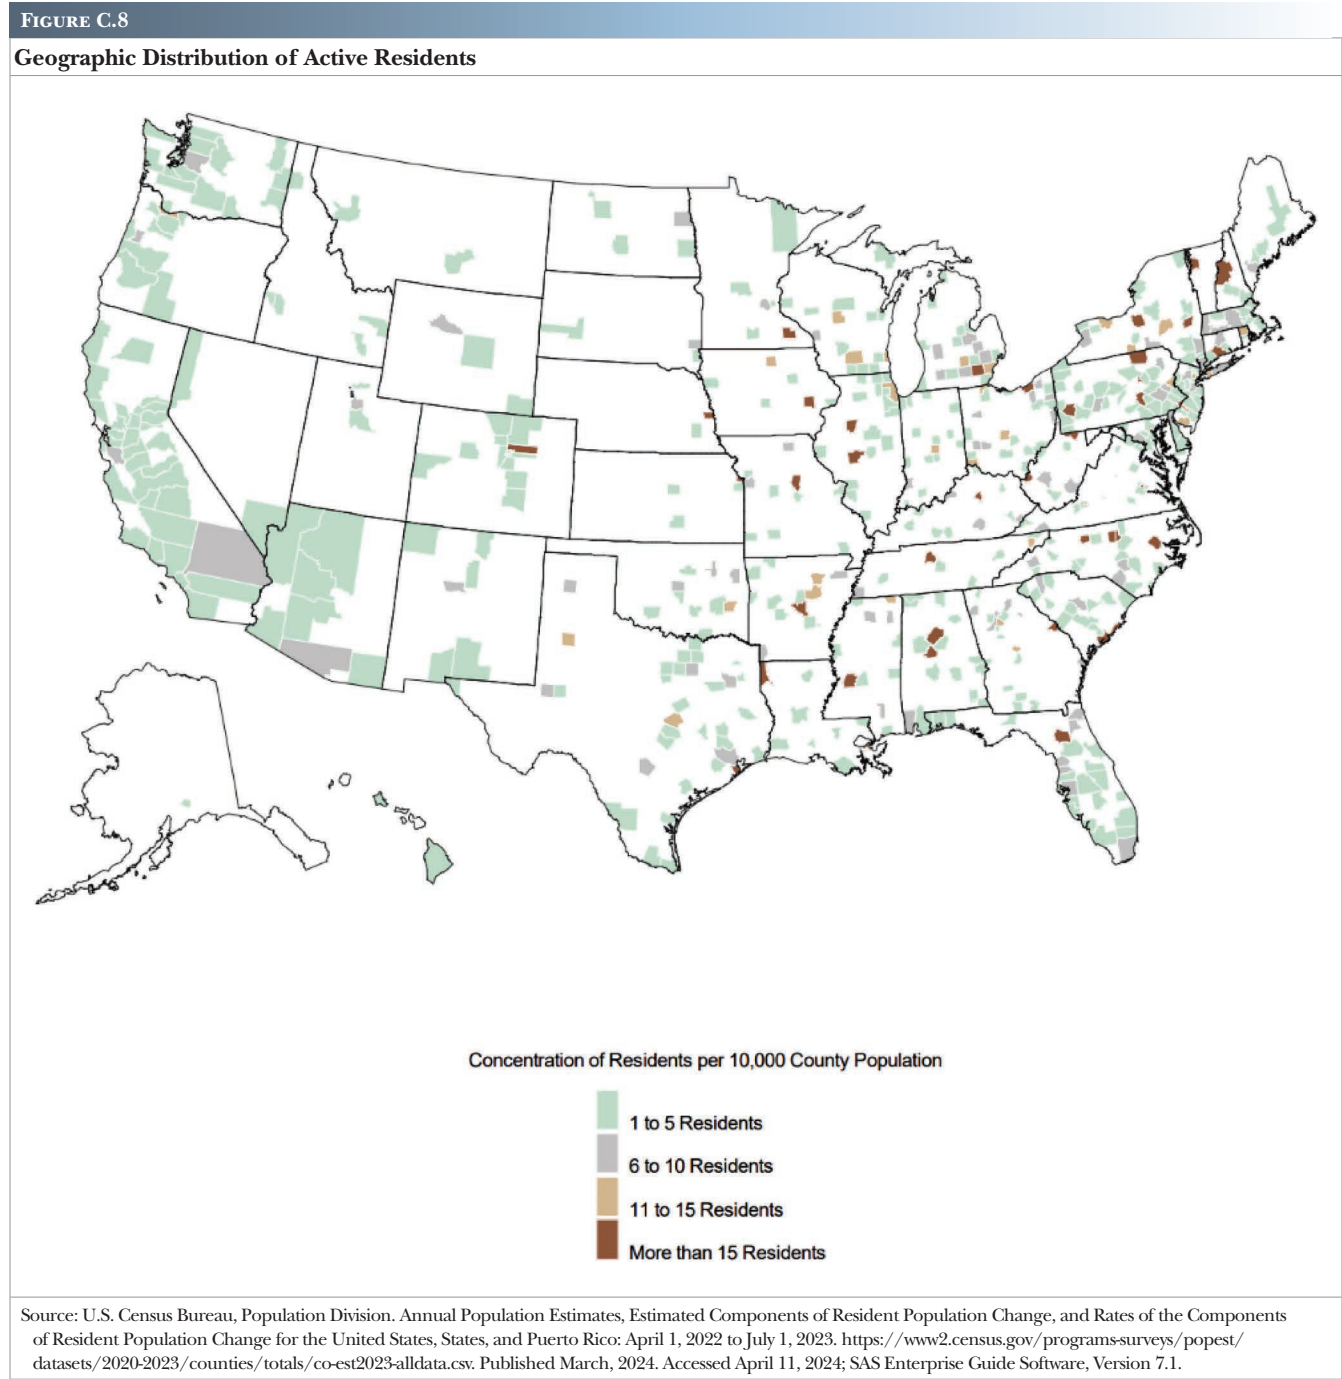 FIGURE C.8
Geographic Distribution of Active Residents
Concentration of Residents per 10,000 County Population
1 to 5 Residents
6 to 10 Residents
11 to 15 Residents
More than 15 Residents
Source: U.S. Census Bureau, Population Division. Annual Population Estimates, Estimated Components of Resident Population Change, and Rates of the Components
of Resident Population Change for the United States, States, and Puerto Rico: April 1, 2022 to July 1, 2023. https://www2.census.gov/programs-surveys/popest/
datasets/2020-2023/counties/totals/co-est2023-alldata.csv. Published March, 2024. Accessed April 11, 2024; SAS Enterprise Guide Software, Version 7.1.